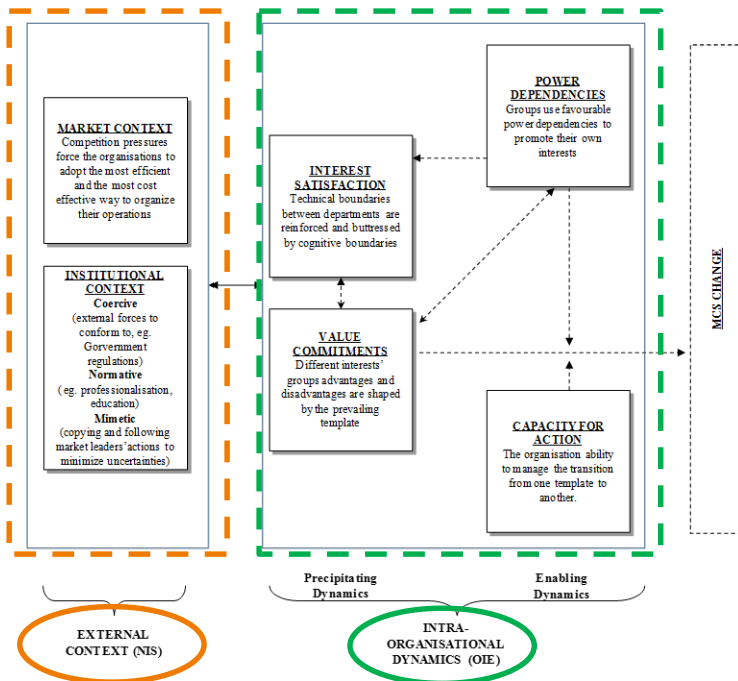 MARKET CONTEXT
Competition pressures
force the organisations to
adopt the most efficient
and the most cost
effective way to organize
their operations
INSTITUTIONAL
CONTEXT
Coercive
(external forces to
conform to, eg.
Gorvernment
regulations)
Normative
(eg. professionalisation,
education)
Mimetic
(copying and following
market leaders' actions to
minimize uncertainties)
INTEREST
SATISFACTION
Technical boundaries
between departments are
reinforced and buttressed
by cognitive boundaries
VALUE
COMMITMENTS
Different interests'
groups advantages and
disadvantages are shaped
by the prevailing
template
POWER
DEPENDENCIES
Groups use favourable
power dependencies to
promote their own
interests
CAPACITY FOR
ACTION
The organisation ability
to manage the transition
from one template to
another.
MCS CHANGE
Precipitating
Dynamics
Enabling
Dynamics
EXTERNAL
CONTEXT (NIS)
INTRA-
ORGANISATIONAL
DYNAMICS (OIE)